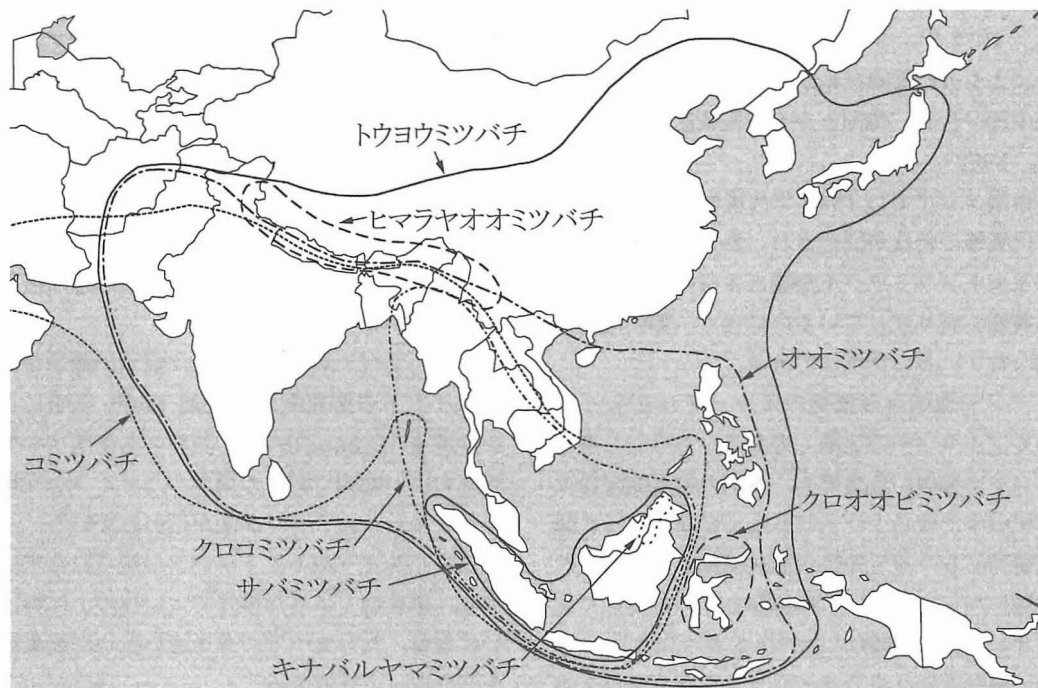 トウヨウミツバチ
ヒマラヤオオミツバチ
オオミツバチ
コミツバチ
クロオオビミツバチ
クロコミツバチ
サバミツバチ
キナバルヤマミツバチ